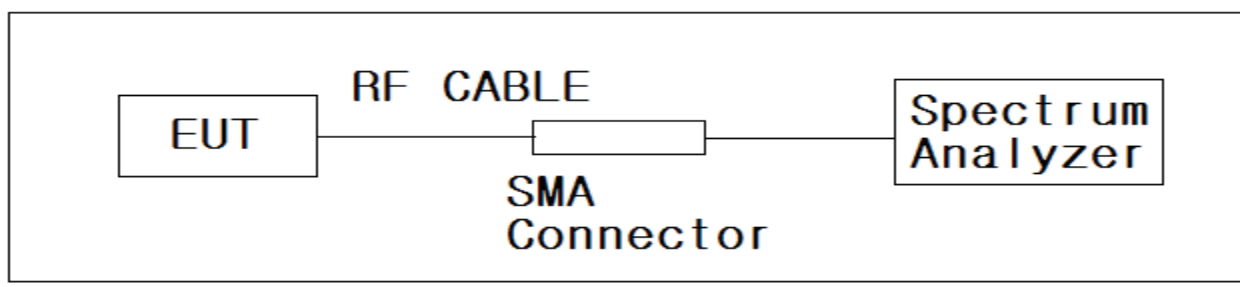 RF CABLE
EUT
Spectrum
Analyzer
SMA
Connector